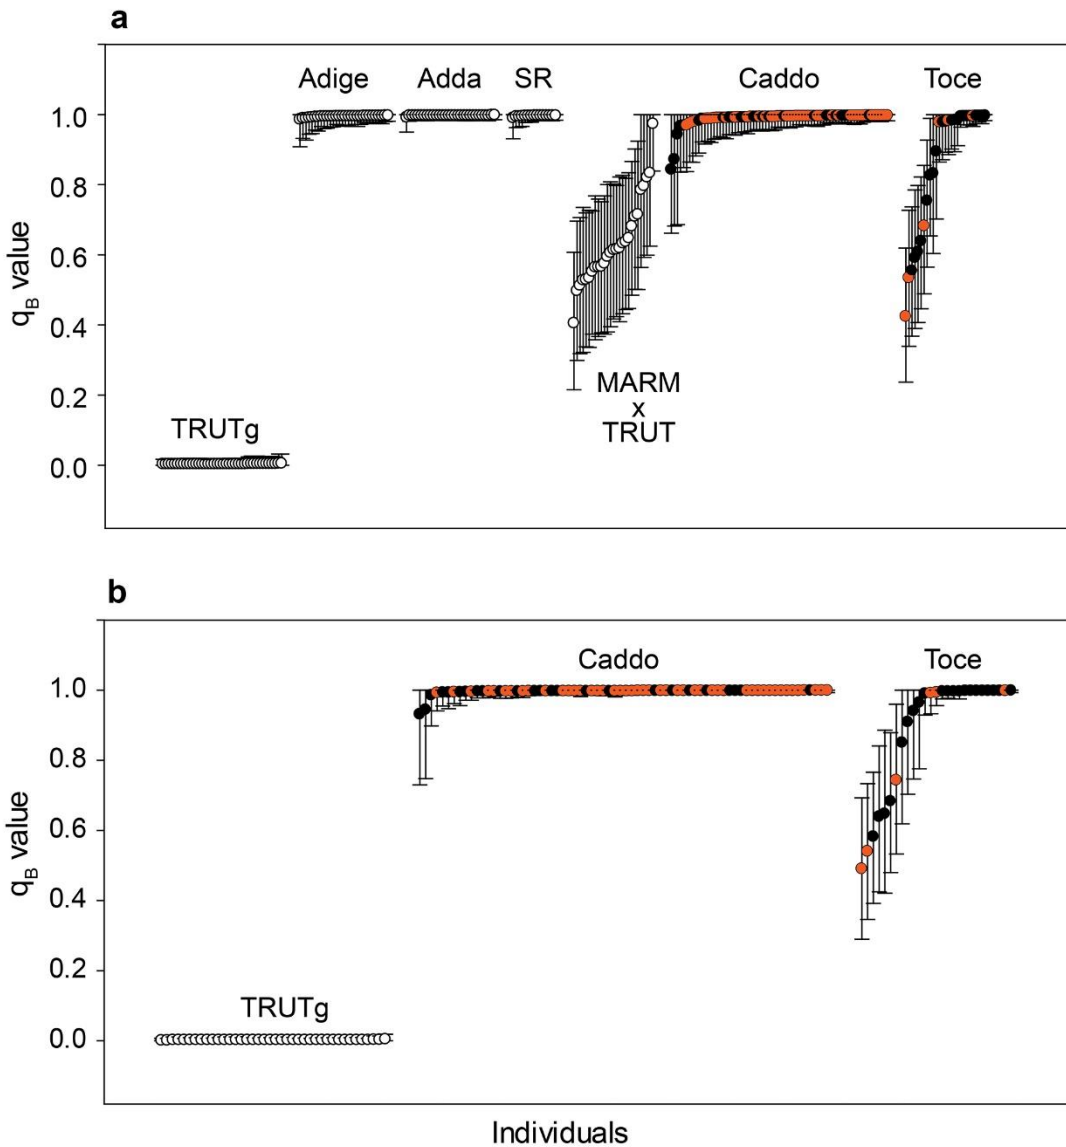 a
Adige Adda SR Caddo Toce
1.0
0.8
0.6
0.4
0.2
0.0
q_B value
MARM
x
TRUT
TRUTg
b
Caddo Toce
1.0
0.8
0.6
0.4
0.2
0.0
q_B value
TRUTg
Individuals